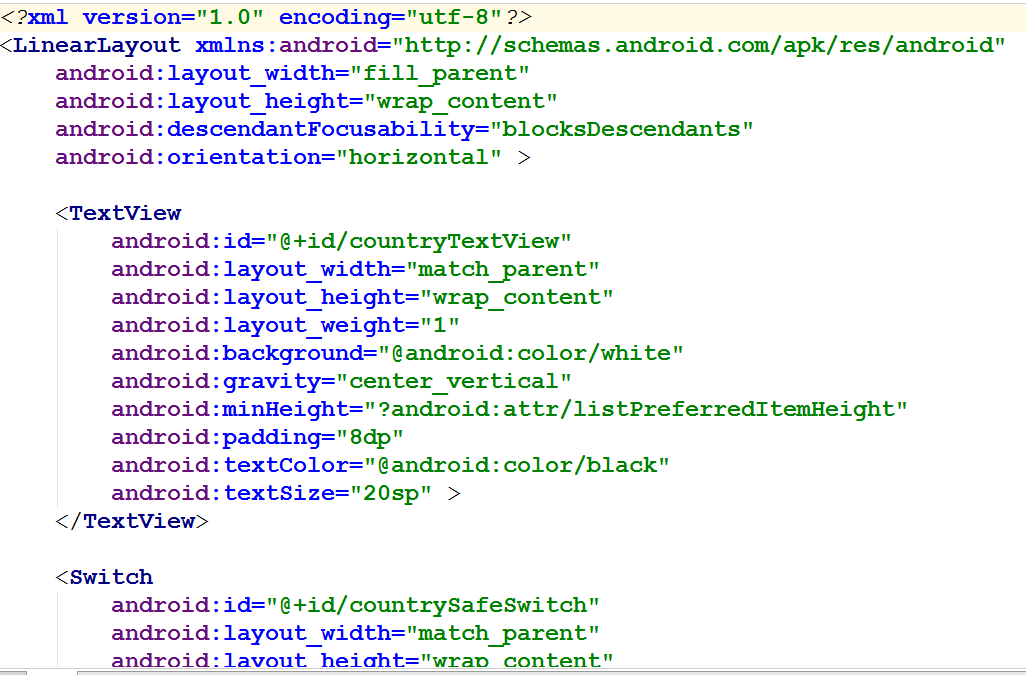 <?xml version="1.0" encoding="utf-8"?>
<LinearLayout xmlns:android="http://schemas.android.com/apk/res/android"
    android:layout_width="fill_parent"
    android:layout_height="wrap_content"
    android:descendantFocusability="blocksDescendants"
    android:orientation="horizontal" >

    <TextView
        android:id="@+id/countryTextView"
        android:layout_width="match_parent"
        android:layout_height="wrap_content"
        android:layout_weight="1"
        android:background="@android:color/white"
        android:gravity="center_vertical"
        android:minHeight="?android:attr/listPreferredItemHeight"
        android:padding="8dp"
        android:textColor="@android:color/black"
        android:textSize="20sp" >
    </TextView>

    <Switch
        android:id="@+id/countrySafeSwitch"
        android:layout_width="match_parent"
        android:layout_height="wrap_content"